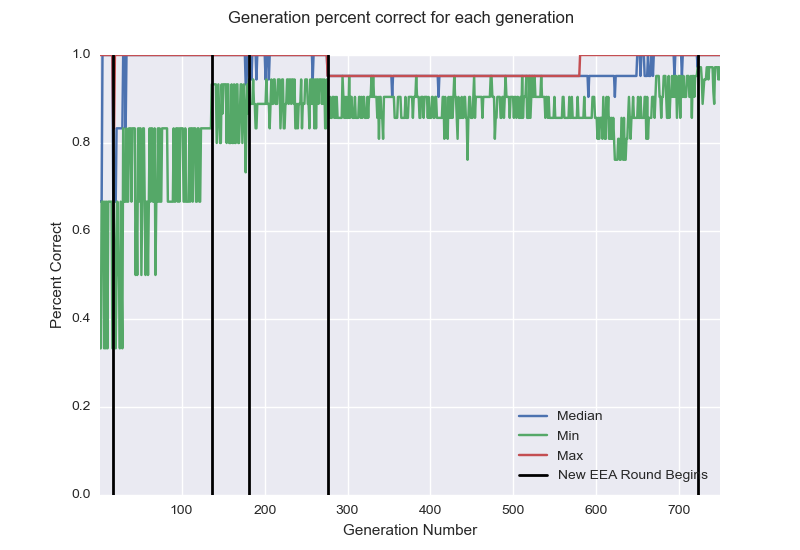 Generation percent correct for each generation
1.0
0.8
0.6
0.4
0.2
0.0
Percent Correct
Median
Min
Max
New EEA Round Begins
100 200 300 400 500 600 700
Generation Number